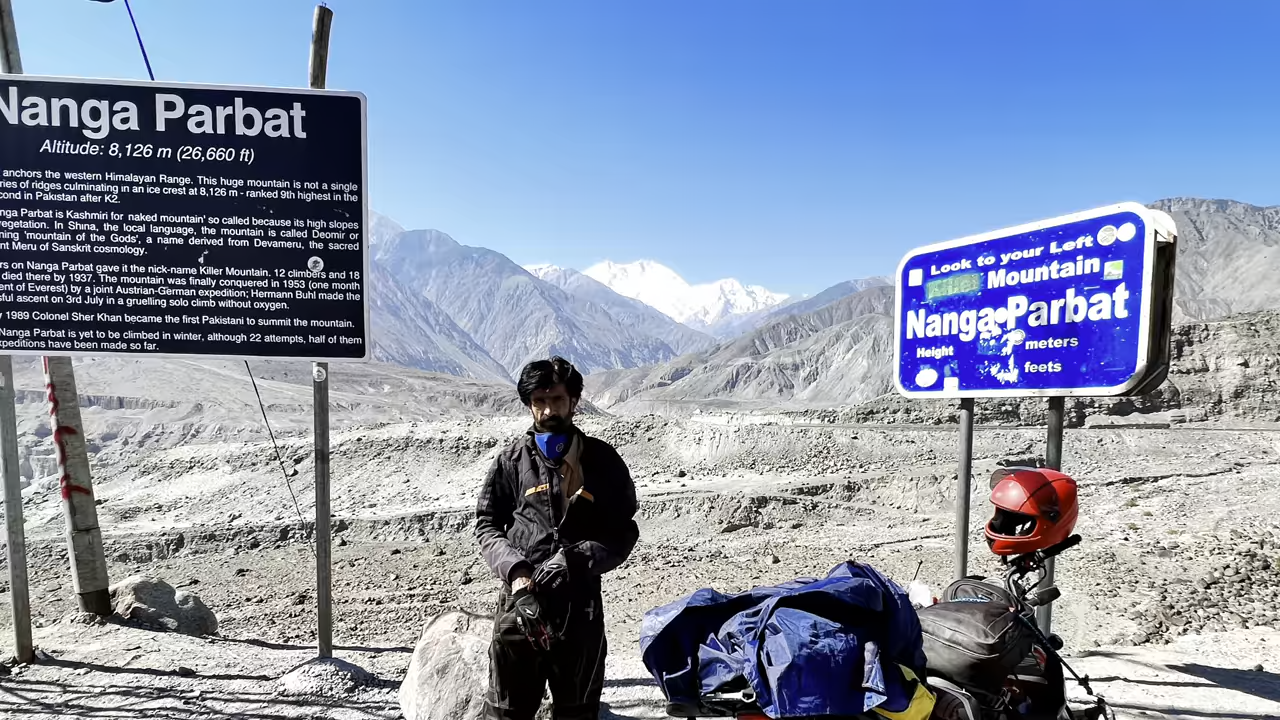 Nanga Parbat
Altitude: 8,126 m (26,660 ft)
anchors the western Himalayan Range. This huge mountain is not a single
ries of ridges culminating in an ice crest at 8,126 m - ranked 9th highest in the
cond in Pakistan after K2.
nga Parbat is Kashmiri for 'naked mountain' so called because its high slopes
vegetation. In Shina, the local language, the mountain is called Deomir or
ning 'mountain of the Gods', a name derived from Devameru, the sacred
nt Meru of Sanskrit cosmology.
rs on Nanga Parbat gave it the nick-name Killer Mountain. 12 climbers and 18
died there by 1937. The mountain was finally conquered in 1953 (one month
ent of Everest) by a joint Austrian-German expedition; Hermann Buhl made the
sful ascent on 3rd July in a gruelling solo climb without oxygen.
y 1989 Colonel Sher Khan became the first Pakistani to summit the mountain.
Nanga Parbat is yet to be climbed in winter, although 22 attempts, half of them
xpeditions have been made so far.
Look to your Left
Killer Mountain
Nanga Parbat
Height meters
feets